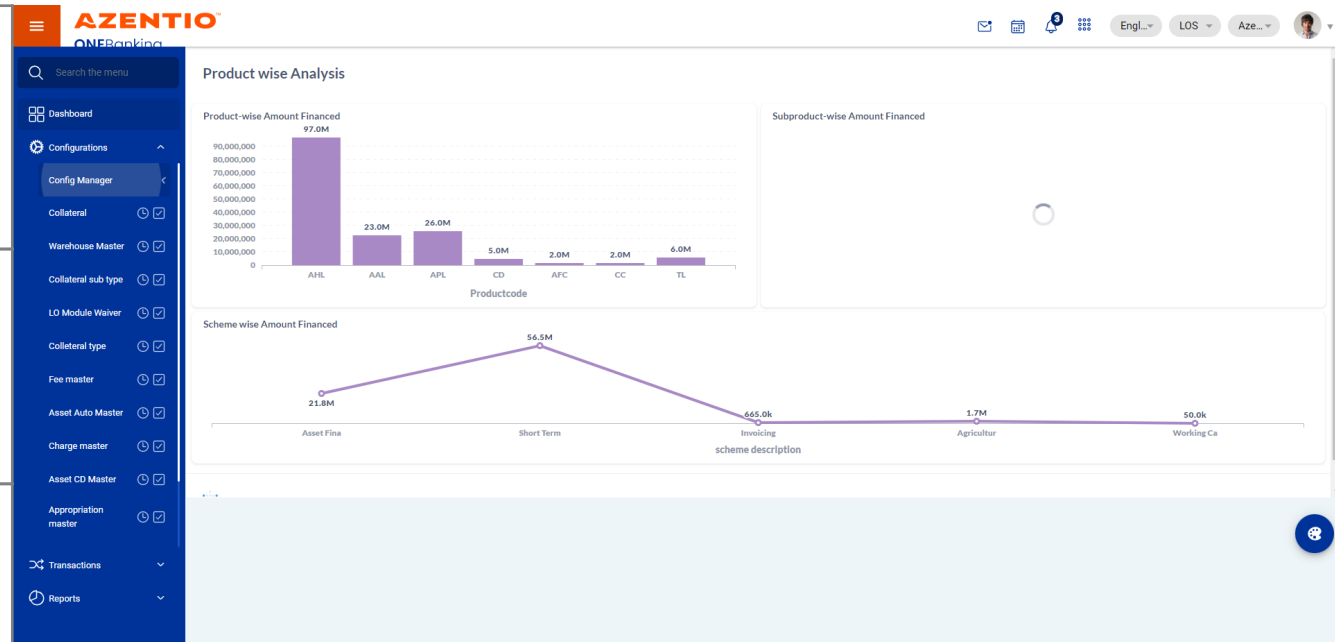 AZENTIO
ONEBanking
3
Engl...
LOS
Aze...
Search the menu
Dashboard
Configurations
Config Manager
Collateral
Warehouse Master
Collateral sub type
LO Module Waiver
Colleteral type
Fee master
Asset Auto Master
Charge master
Asset CD Master
Appropriation
master
Transactions
Reports
Product wise Analysis
Product-wise Amount Financed
97.0M
90,000,000
80,000,000
70,000,000
60,000,000
50,000,000
40,000,000
30,000,000
20,000,000
10,000,000
0
23.0M
26.0M
5.0M
2.0M
2.0M
6.0M
AHL AAL APL CD AFC CC TL
Productcode
Subproduct-wise Amount Financed
Scheme wise Amount Financed
56.5M
21.8M
665.0k
1.7M
50.0k
Asset Fina Short Term Invoicing Agricultur Working Ca
scheme description